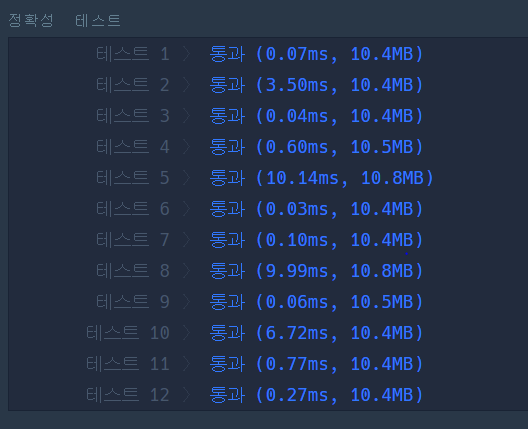 정확성 테스트
테스트 1 〉 통과 (0.07ms, 10.4MB)
테스트 2 〉 통과 (3.50ms, 10.4MB)
테스트 3 〉 통과 (0.04ms, 10.4MB)
테스트 4 〉 통과 (0.60ms, 10.5MB)
테스트 5 〉 통과 (10.14ms, 10.8MB)
테스트 6 〉 통과 (0.03ms, 10.4MB)
테스트 7 〉 통과 (0.10ms, 10.4MB)
테스트 8 〉 통과 (9.99ms, 10.8MB)
테스트 9 〉 통과 (0.06ms, 10.5MB)
테스트 10 〉 통과 (6.72ms, 10.4MB)
테스트 11 〉 통과 (0.77ms, 10.4MB)
테스트 12 〉 통과 (0.27ms, 10.4MB)